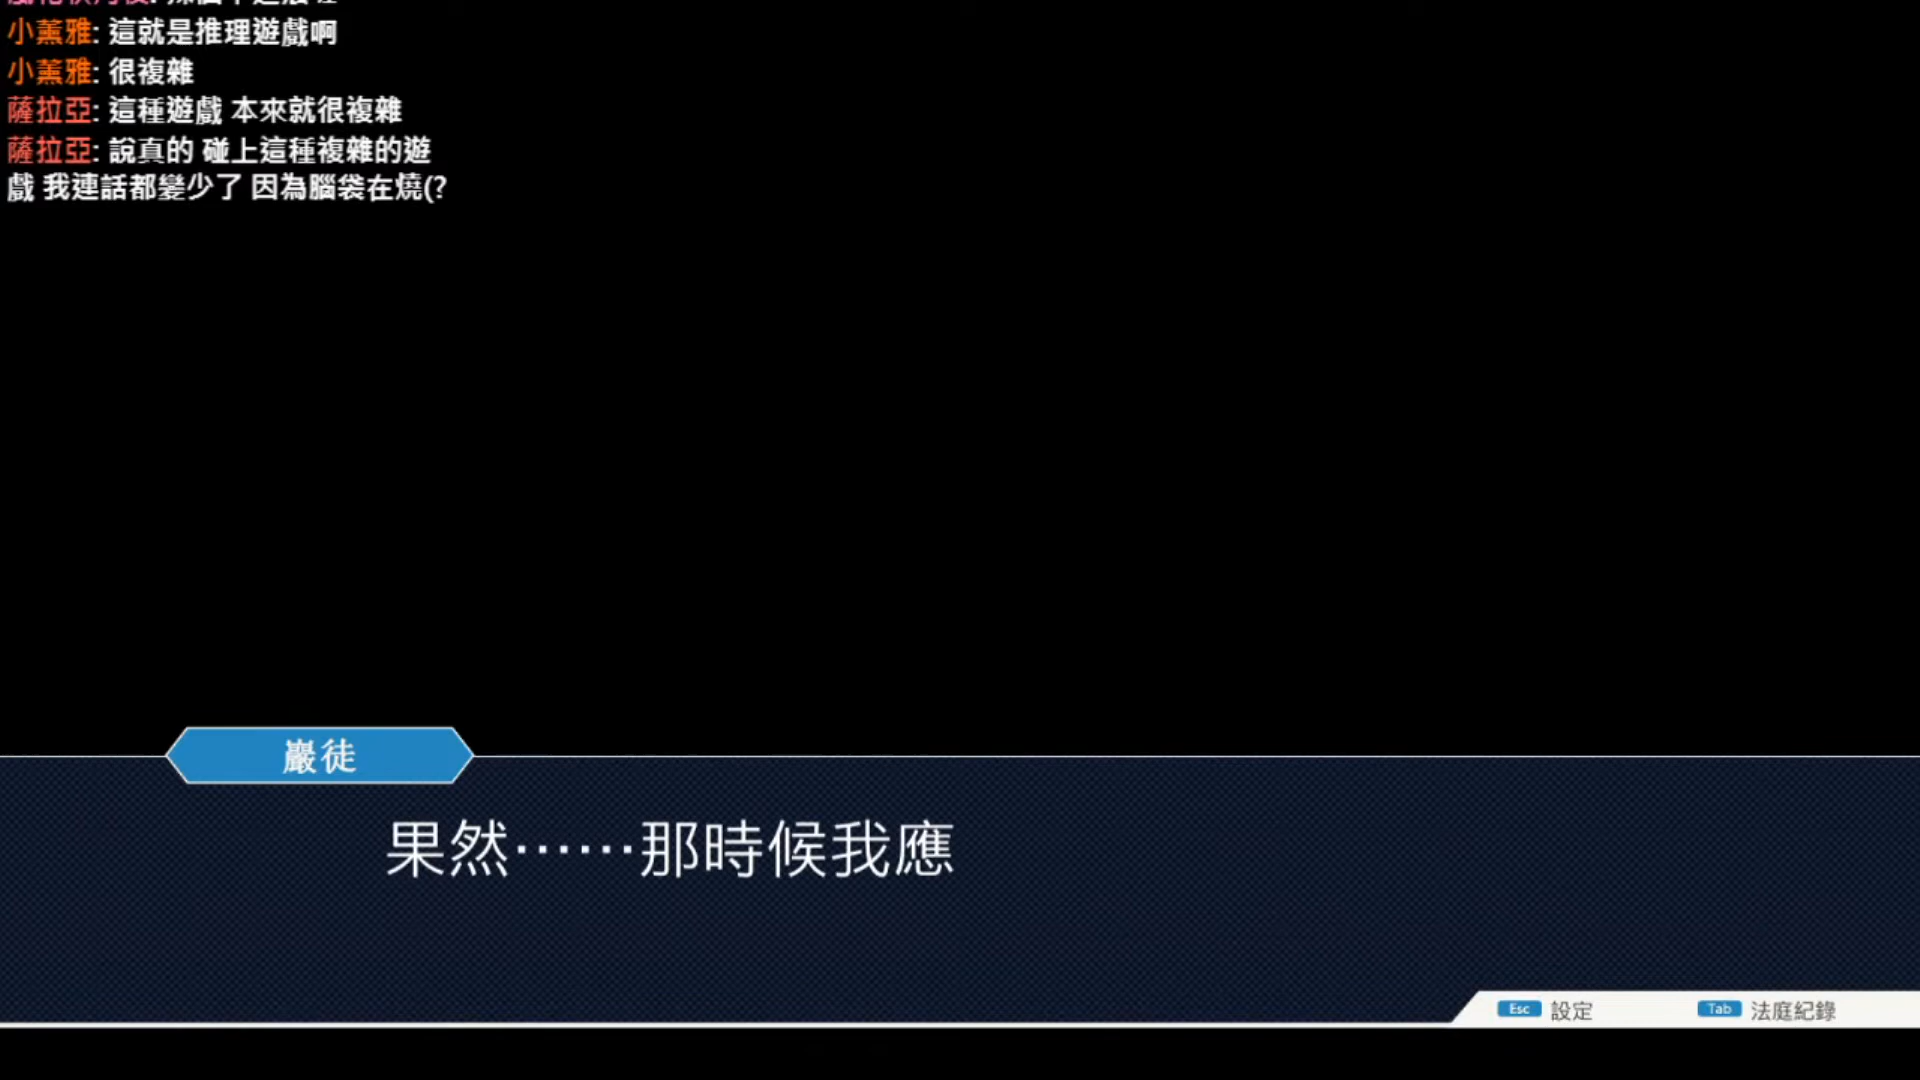 小薰雅: 這就是推理遊戲啊
小薰雅: 很複雜
薩拉亞: 這種遊戲 本來就很複雜
薩拉亞: 說真的 碰上這種複雜的遊
戲 我連話都變少了 因為腦袋在燒(?
巖徒
果然⋯⋯那時候我應
Esc 設定
Tab 法庭紀錄